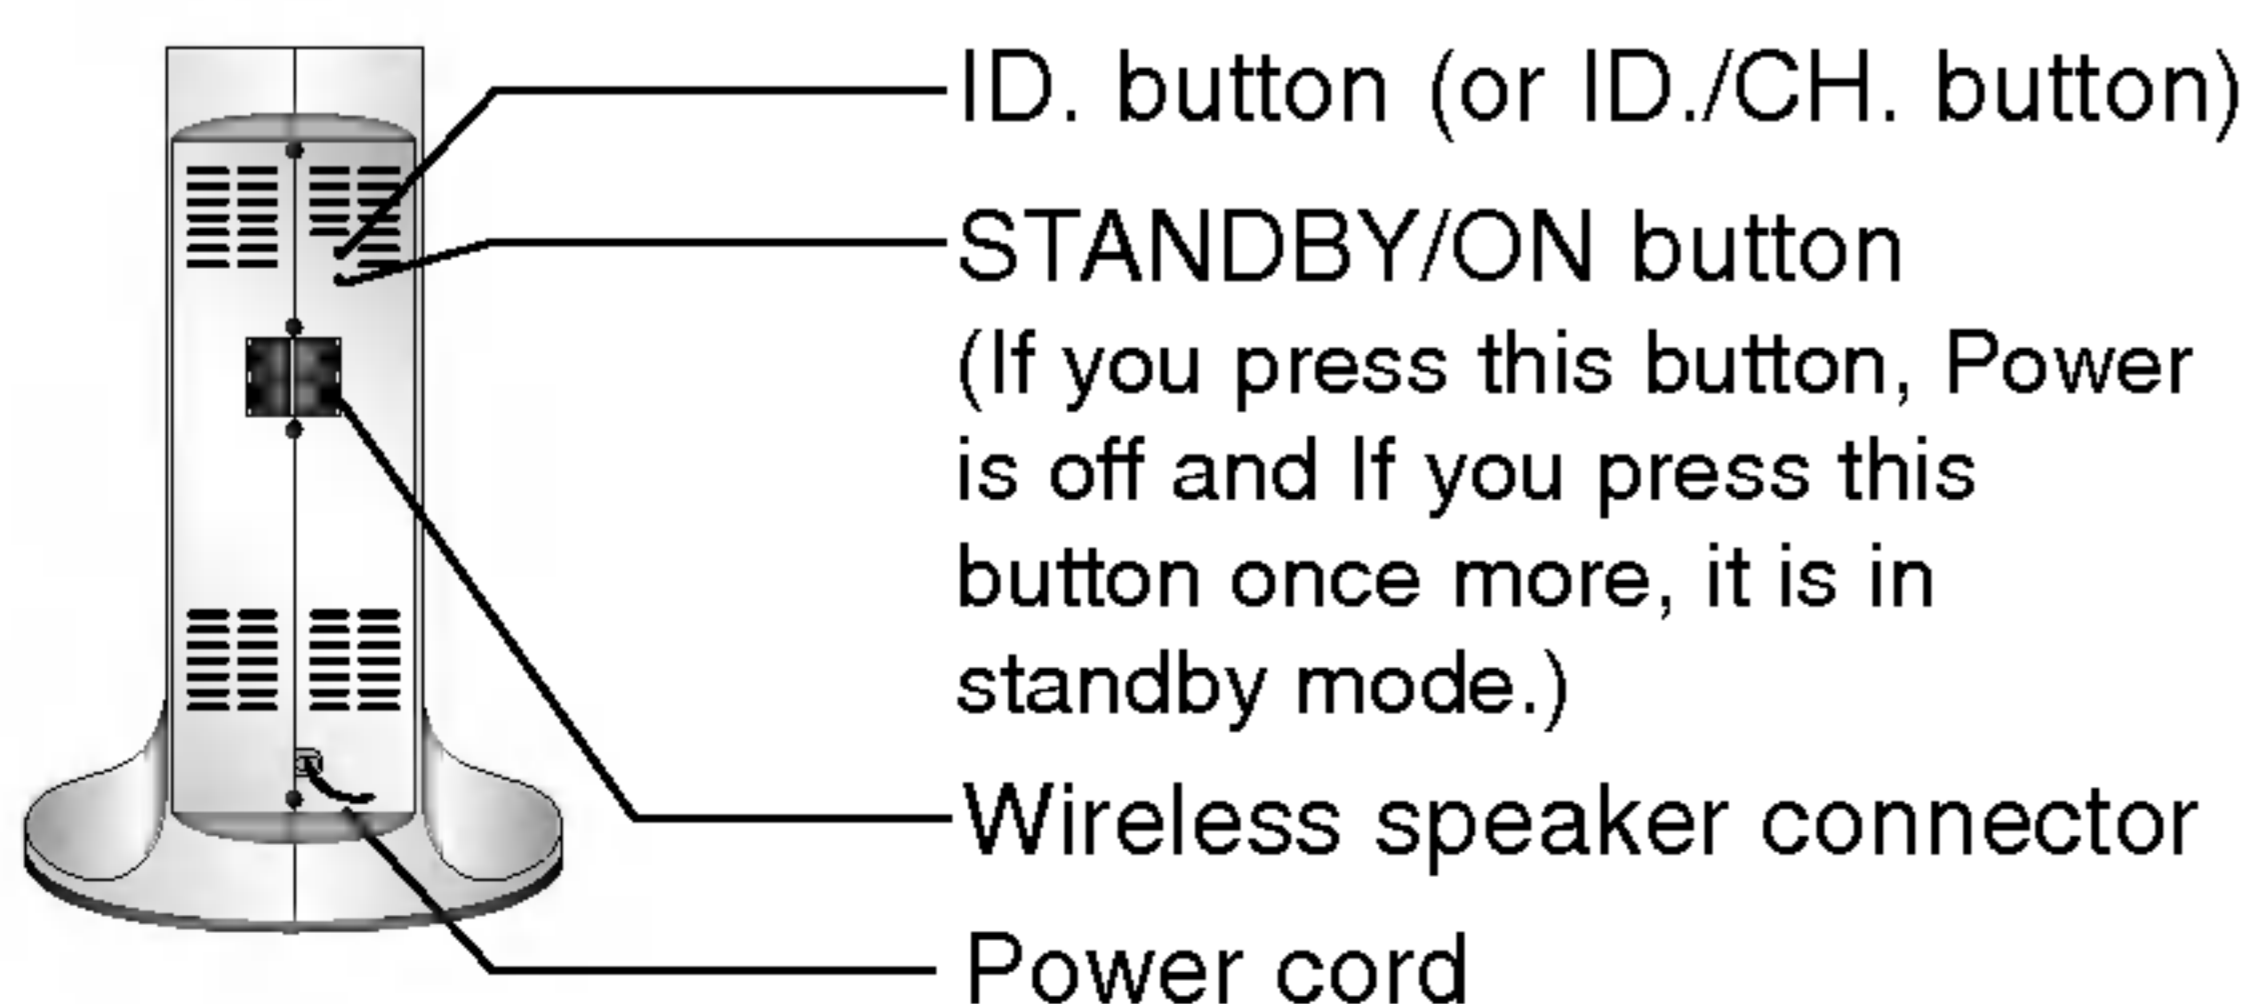 ID. button (or ID./CH. button)
STANDBY/ON button
(If you press this button, Power
is off and If you press this
button once more, it is in
standby mode.)
Wireless speaker connector
Power cord